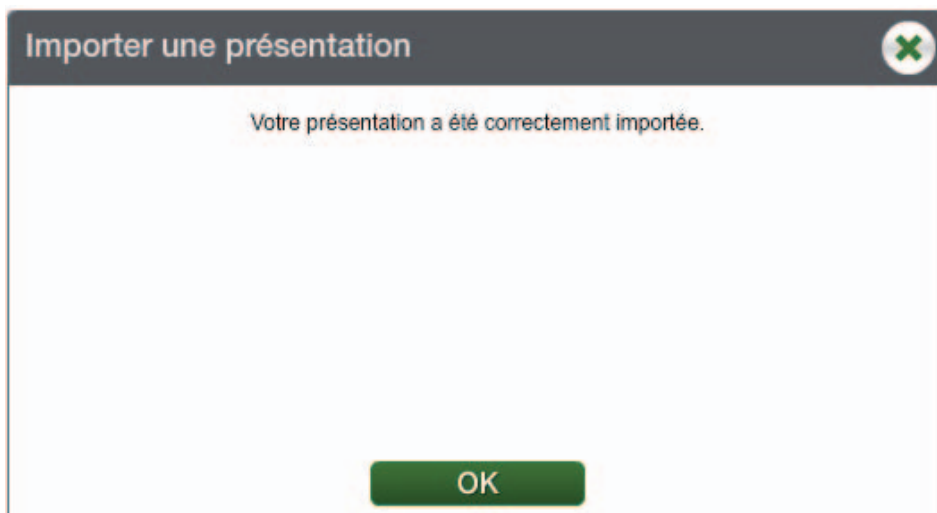 Importer une présentation
Votre présentation a été correctement importée.
OK